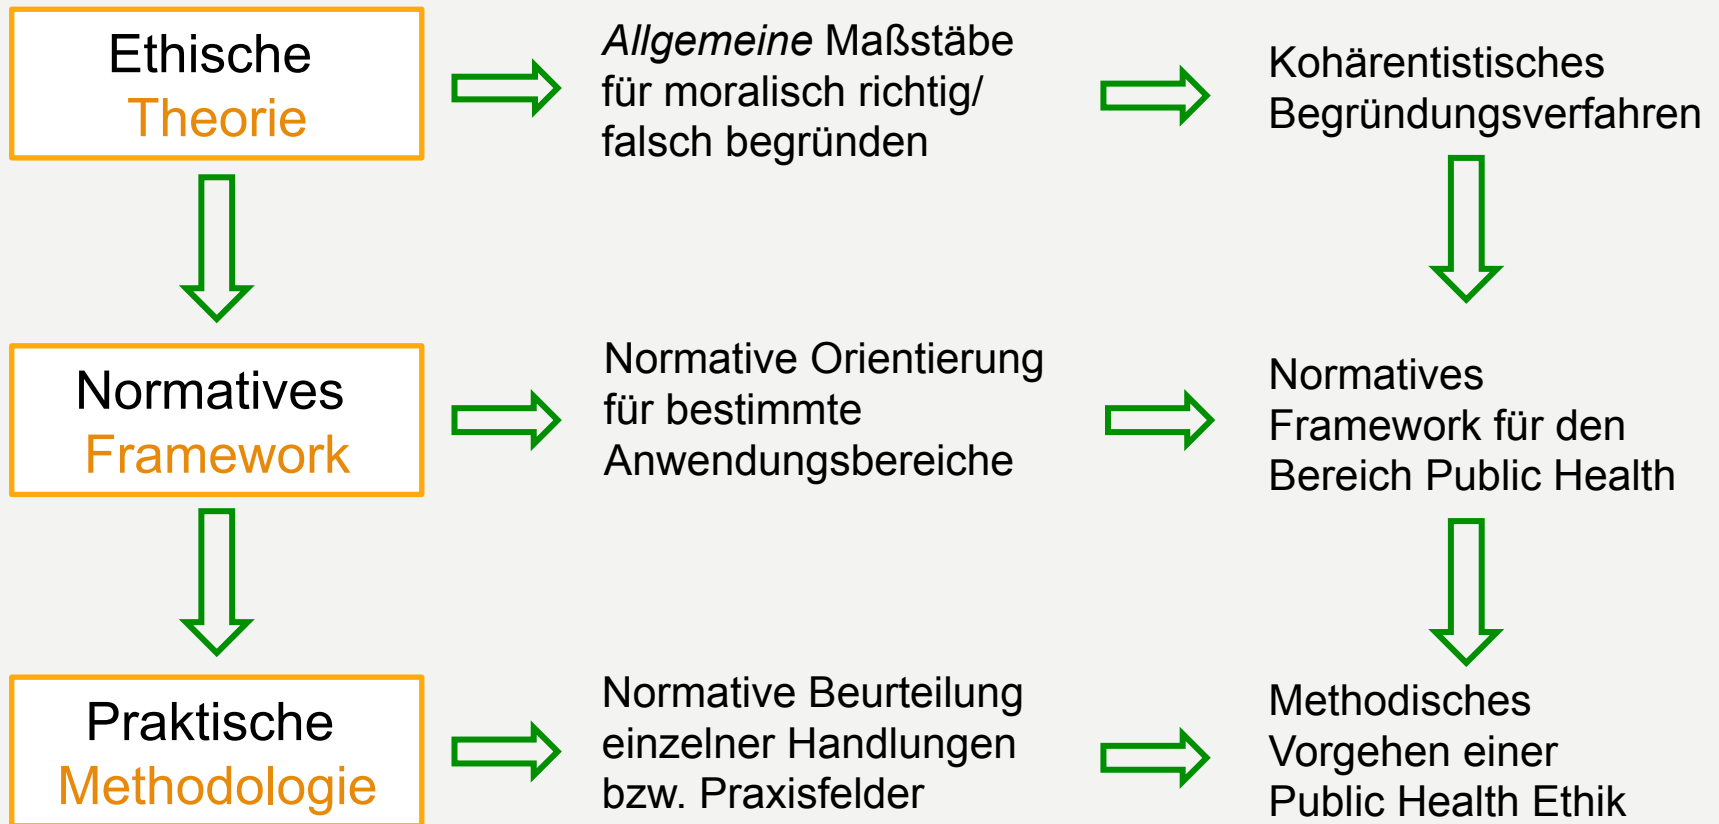 Ethische
Theorie
Allgemeine Maßstäbe
für moralisch richtig/
falsch begründen
Kohärentistisches
Begründungsverfahren
Normatives
Framework
Normative Orientierung
für bestimmte
Anwendungsbereiche
Normatives
Framework für den
Bereich Public Health
Praktische
Methodologie
Normative Beurteilung
einzelner Handlungen
bzw. Praxisfelder
Methodisches
Vorgehen einer
Public Health Ethik